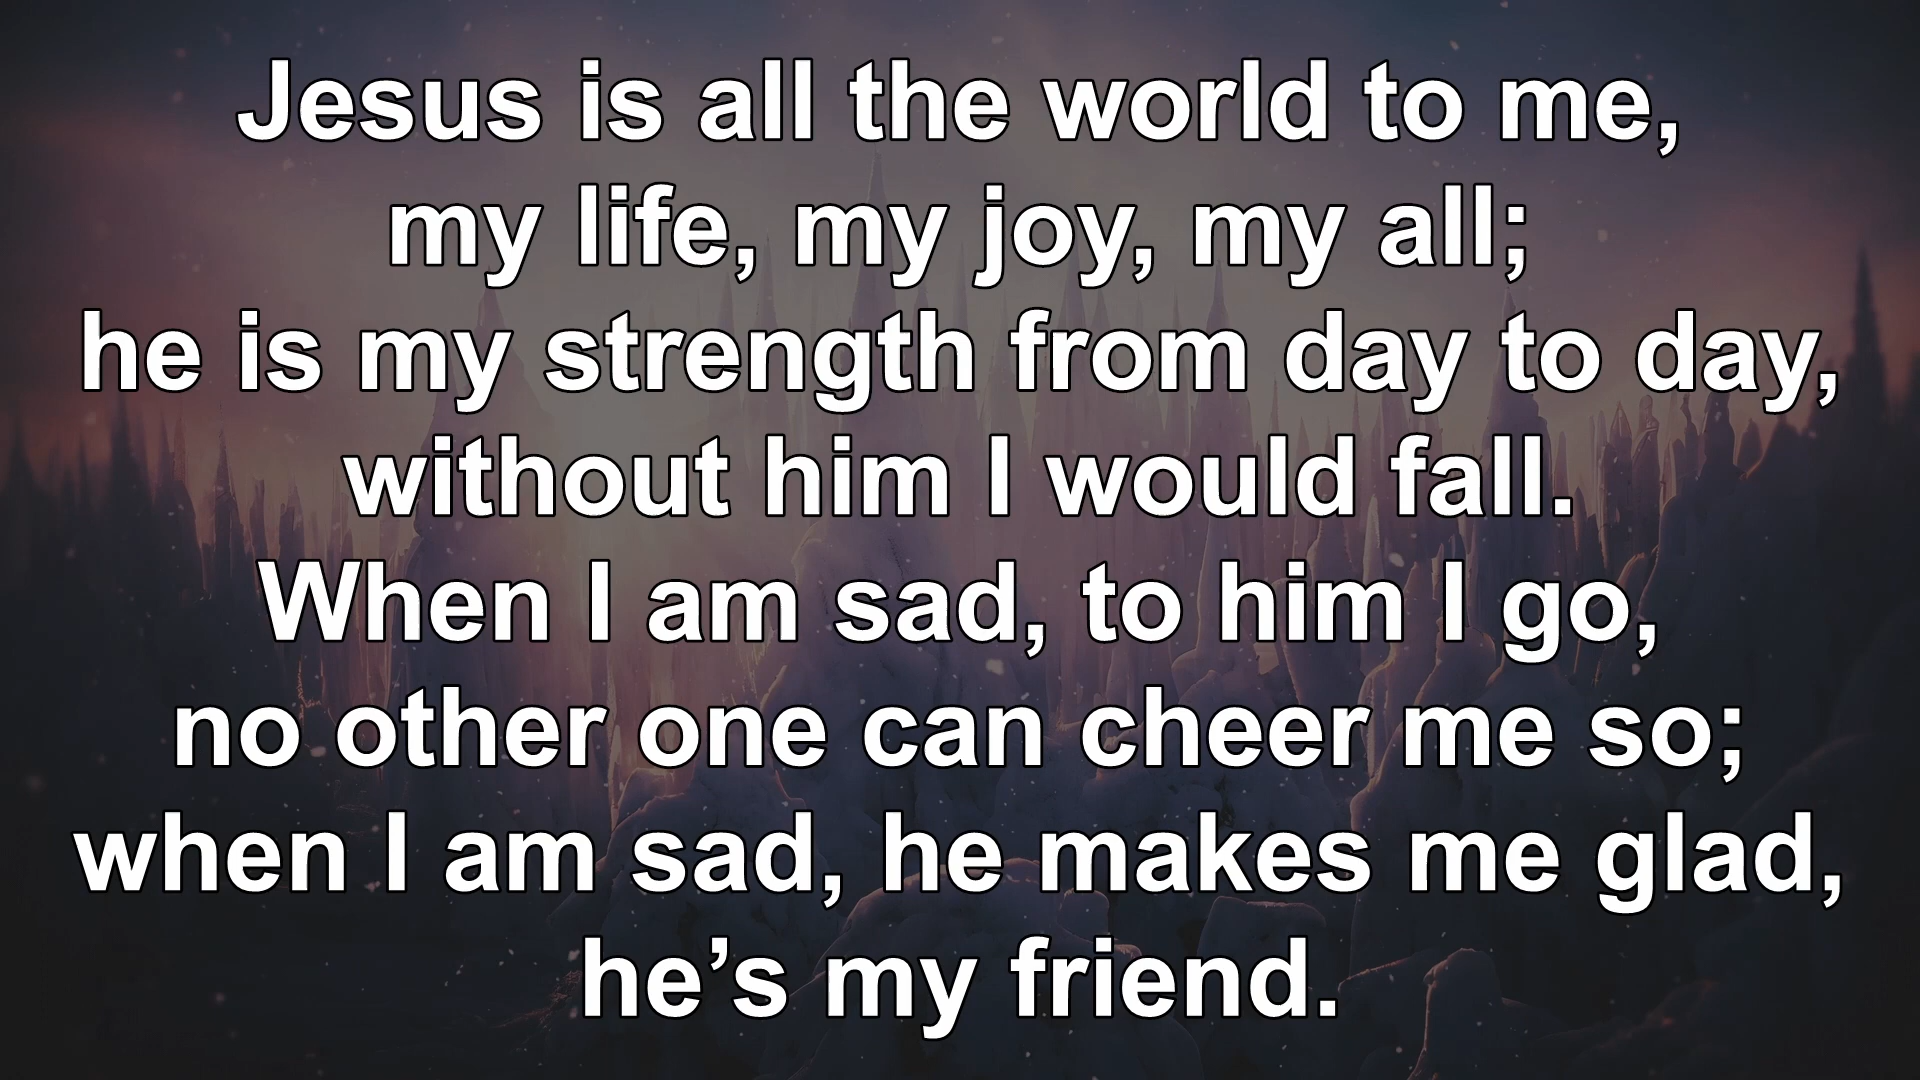 Jesus is all the world to me,
my life, my joy, my all;
he is my strength from day to day,
without him I would fall.
When I am sad, to him I go,
no other one can cheer me so;
when I am sad, he makes me glad,
he’s my friend.